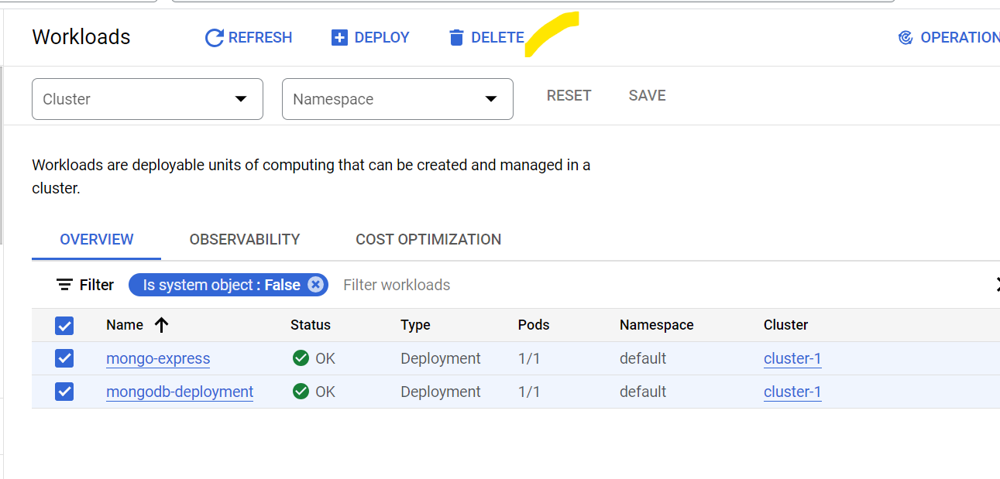 Workloads REFRESH DEPLOY DELETE OPERATION
Cluster Namespace RESET SAVE
Workloads are deployable units of computing that can be created and managed in a
cluster.
OVERVIEW OBSERVABILITY COST OPTIMIZATION
Filter Is system object : False Filter workloads
Name Status Type Pods Namespace Cluster
mongo-express OK Deployment 1/1 default cluster-1
mongodb-deployment OK Deployment 1/1 default cluster-1